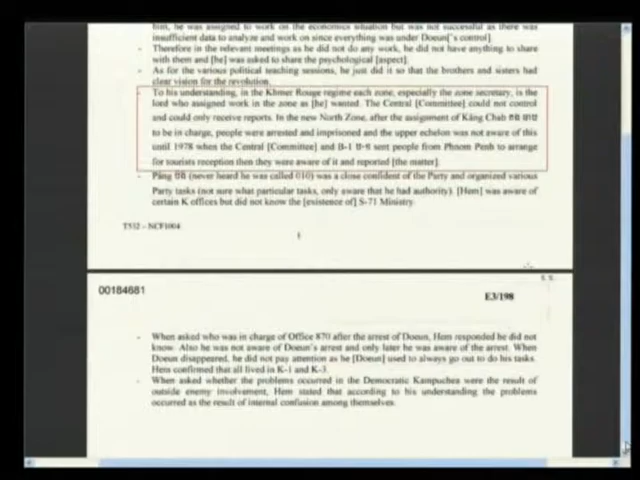 tion, he was assigned to work on the economics situation but was not successful as there was
insufficient data to analyze and work on since everything was under Doeun['s control].
- Therefore in the relevant meetings as he did not do any work, he did not have anything to share
with them and [he] was asked to share the psychological [aspect].
- As for the various political teaching sessions, he just did it so that the brothers and sisters had
clear vision for the revolution.
- To his understanding, in the Khmer Rouge regime each zone, especially the zone secretary, is the
lord who assigned work in the zone as [he] wanted. The Central [Committee] could not control
and could only receive reports. In the new North Zone, after the assignment of Kâng Chab
to be in charge, people were arrested and imprisoned and the upper echelon was not aware of this
until 1978 when the Central [Committee] and B-1 sent people from Phnom Penh to arrange
for tourists reception then they were aware of it and reported [the matter].
- Pâng (never heard he was called 010) was a close confident of the Party and organized various
Party tasks (not sure what particular tasks, only aware that he had authority). [Hem] was aware of
certain K offices but did not know the [existence of] S-71 Ministry.
T532 – NCF1004
1
00184681
E3/198
- When asked who was in charge of Office 870 after the arrest of Doeun, Hem responded he did not
know. Also he was not aware of Doeun's arrest and only later he was aware of the arrest. When
Doeun disappeared, he did not pay attention as he [Doeun] used to always go out to do his tasks.
Hem confirmed that all lived in K-1 and K-3.
- When asked whether the problems occurred in the Democratic Kampuchea were the result of
outside enemy involvement, Hem stated that according to his understanding the problems
occurred as the result of internal confusion among themselves.